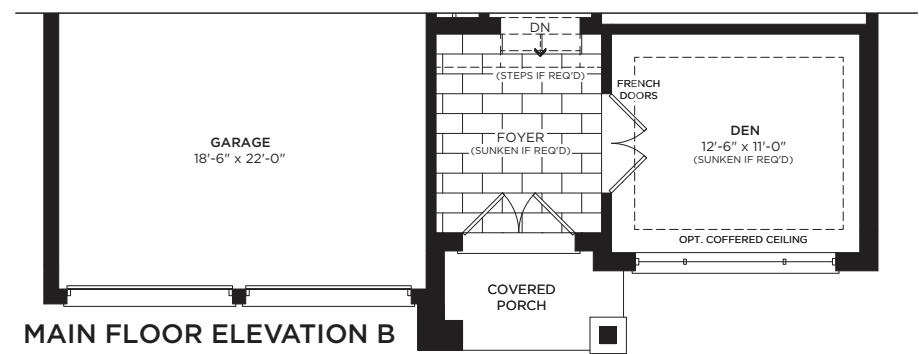 DN
(STEPS IF REQ'D)
GARAGE
18'-6" x 22'-0"
FOYER
(SUNKEN IF REQ'D)
FRENCH
DOORS
DEN
12'-6" x 11'-0"
(SUNKEN IF REQ'D)
OPT. COFFERED CEILING
COVERED
PORCH
MAIN FLOOR ELEVATION B